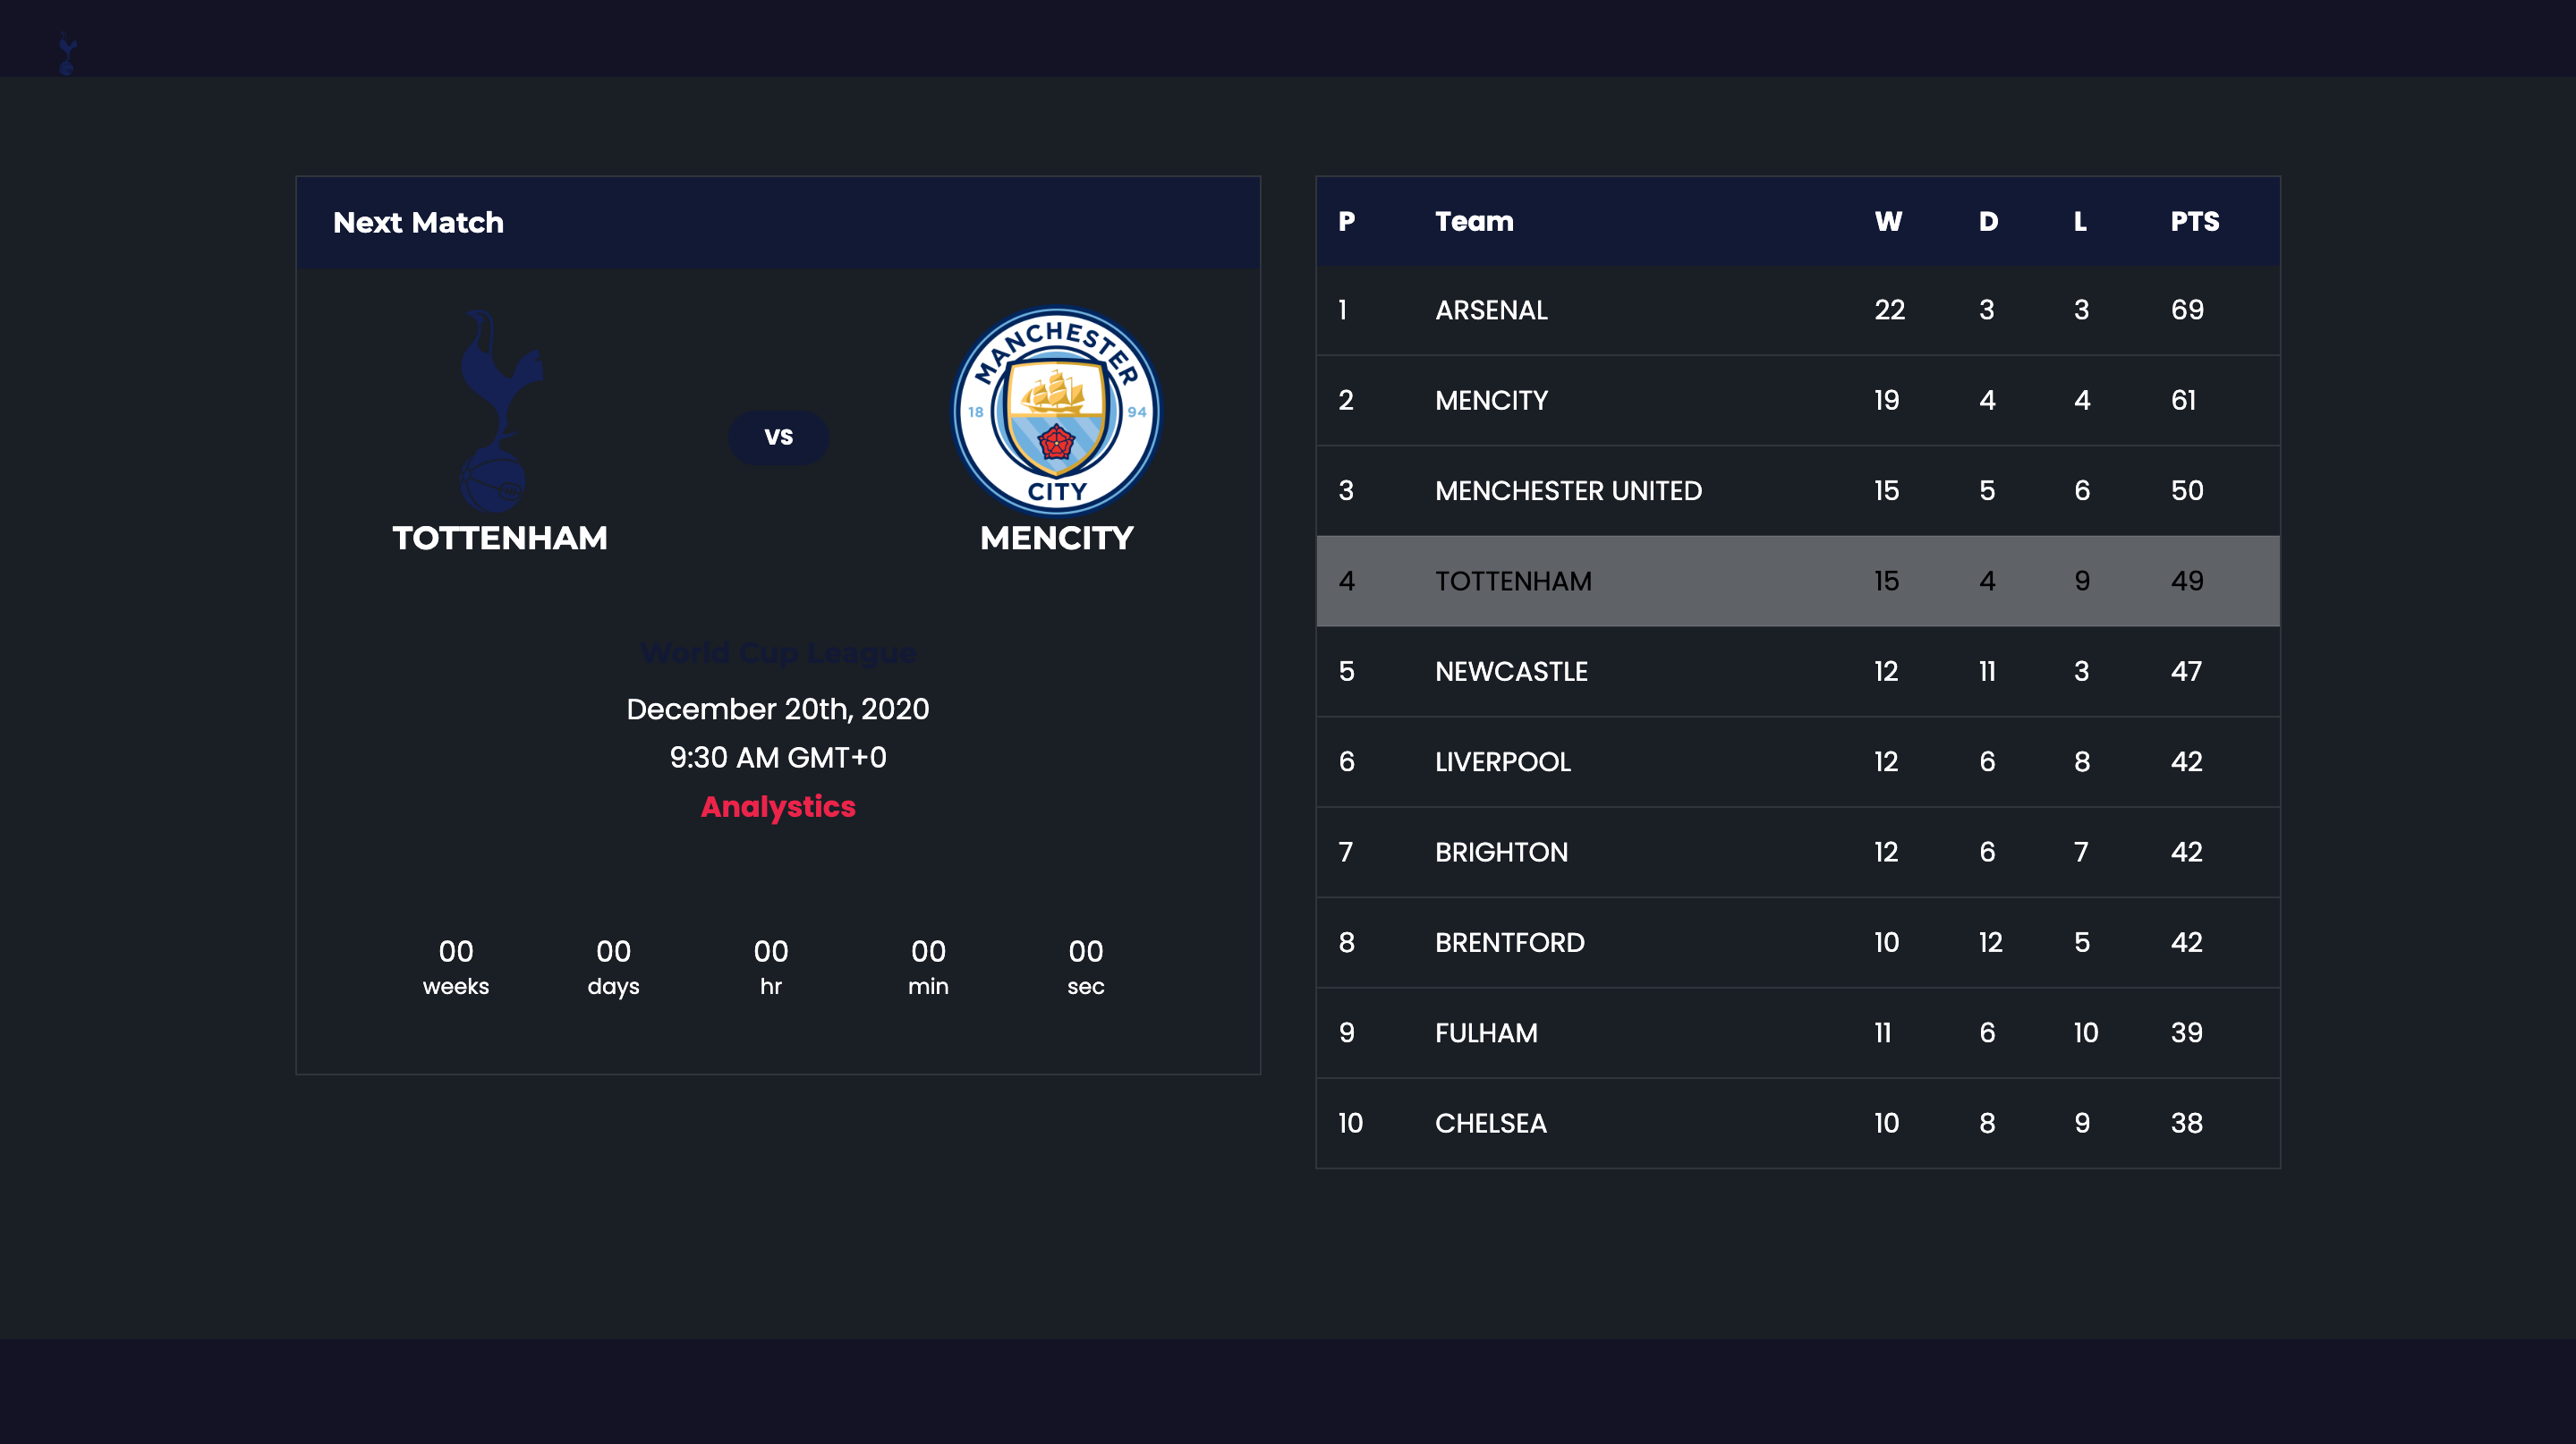 Next Match
MANCHESTER
18 94
CITY
VS
TOTTENHAM
MENCITY
World Cup League
December 20th, 2020
9:30 AM GMT+0
Analystics
00 00 00 00 00
weeks days hr min sec
P Team W D L PTS
1 ARSENAL 22 3 3 69
2 MENCITY 19 4 4 61
3 MENCHESTER UNITED 15 5 6 50
4 TOTTENHAM 15 4 9 49
5 NEWCASTLE 12 11 3 47
6 LIVERPOOL 12 6 8 42
7 BRIGHTON 12 6 7 42
8 BRENTFORD 10 12 5 42
9 FULHAM 11 6 10 39
10 CHELSEA 10 8 9 38